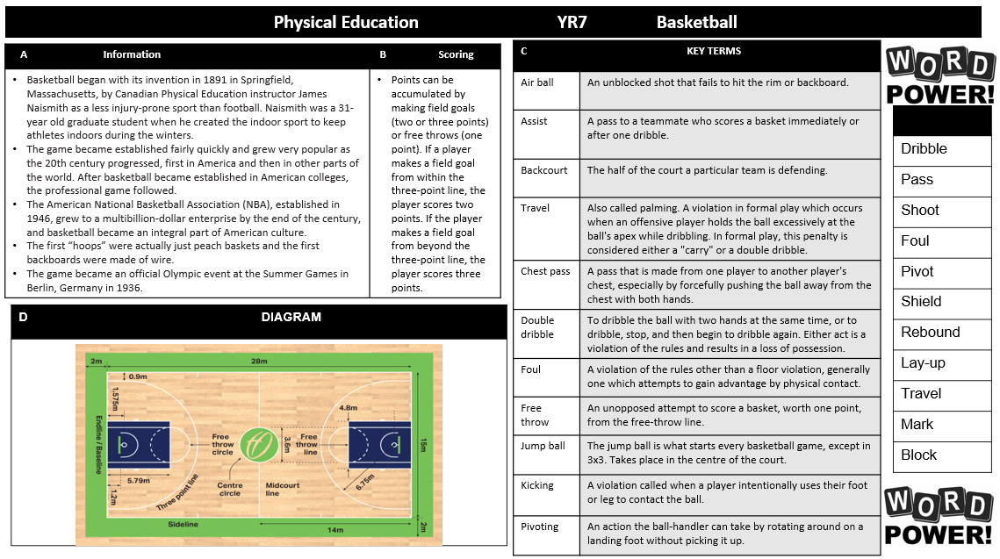 Physical Education YR7 Basketball
A Information
• Basketball began with its invention in 1891 in Springfield,
Massachusetts, by Canadian Physical Education instructor James
Naismith as a less injury-prone sport than football. Naismith was a 31-
year old graduate student when he created the indoor sport to keep
athletes indoors during the winters.
• The game became established fairly quickly and grew very popular as
the 20th century progressed, first in America and then in other parts of
the world. After basketball became established in American colleges,
the professional game followed.
• The American National Basketball Association (NBA), established in
1946, grew to a multibillion-dollar enterprise by the end of the century,
and basketball became an integral part of American culture.
• The first “hoops” were actually just peach baskets and the first
backboards were made of wire.
• The game became an official Olympic event at the Summer Games in
Berlin, Germany in 1936.
B Scoring
• Points can be
accumulated by
making field goals
(two or three points)
or free throws (one
point). If a player
makes a field goal
from within the
three-point line, the
player scores two
points. If the player
makes a field goal
from beyond the
three-point line, the
player scores three
points.
D DIAGRAM
2m
28m
0.9m
1.575m
4.8m
Endline / Baseline
Free
throw
circle
3.6m
Free
throw
line
15m
5.79m
1.2m
Three point line
Centre
circle
Midcourt
line
6.75m
Sideline
14m
2m
C KEY TERMS
Air ball An unblocked shot that fails to hit the rim or backboard.
Assist A pass to a teammate who scores a basket immediately or
after one dribble.
Backcourt The half of the court a particular team is defending.
Travel Also called palming. A violation in formal play which occurs
when an offensive player holds the ball excessively at the
ball's apex while dribbling. In formal play, this penalty is
considered either a "carry" or a double dribble.
Chest pass A pass that is made from one player to another player's
chest, especially by forcefully pushing the ball away from the
chest with both hands.
Double To dribble the ball with two hands at the same time, or to
dribble dribble, stop, and then begin to dribble again. Either act is a
violation of the rules and results in a loss of possession.
Foul A violation of the rules other than a floor violation, generally
one which attempts to gain advantage by physical contact.
Free An unopposed attempt to score a basket, worth one point,
throw from the free-throw line.
Jump ball The jump ball is what starts every basketball game, except in
3x3. Takes place in the centre of the court.
Kicking A violation called when a player intentionally uses their foot
or leg to contact the ball.
Pivoting An action the ball-handler can take by rotating around on a
landing foot without picking it up.
WORD
POWER!
Dribble
Pass
Shoot
Foul
Pivot
Shield
Rebound
Lay-up
Travel
Mark
Block
WORD
POWER!